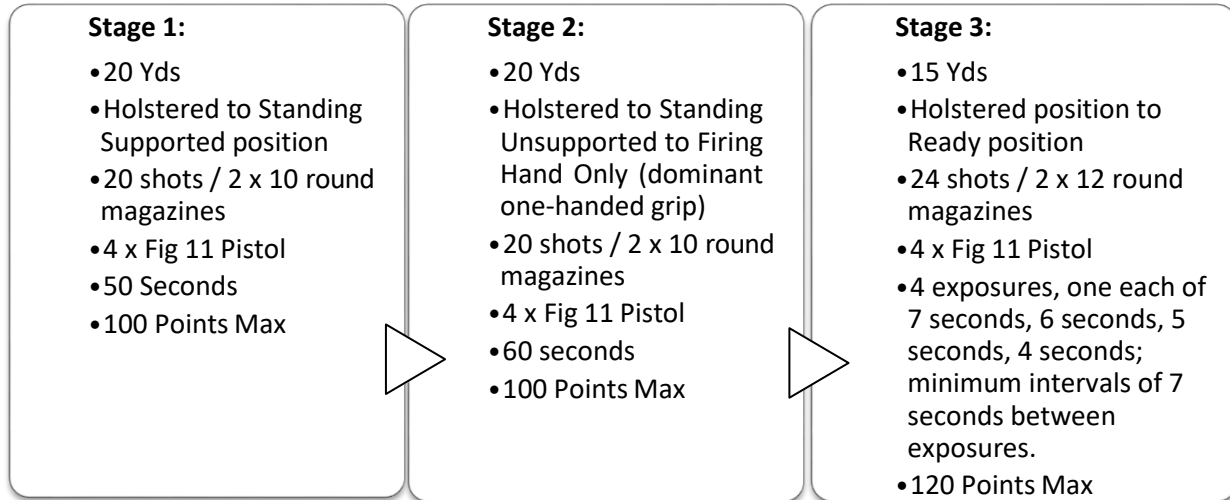 Stage 1:
•20 Yds
•Holstered to Standing
Supported position
•20 shots / 2 x 10 round
magazines
•4 x Fig 11 Pistol
•50 Seconds
•100 Points Max
Stage 2:
•20 Yds
•Holstered to Standing
Unsupported to Firing
Hand Only (dominant
one-handed grip)
•20 shots / 2 x 10 round
magazines
•4 x Fig 11 Pistol
•60 seconds
•100 Points Max
Stage 3:
•15 Yds
•Holstered position to
Ready position
•24 shots / 2 x 12 round
magazines
•4 x Fig 11 Pistol
•4 exposures, one each of
7 seconds, 6 seconds, 5
seconds, 4 seconds;
minimum intervals of 7
seconds between
exposures.
•120 Points Max